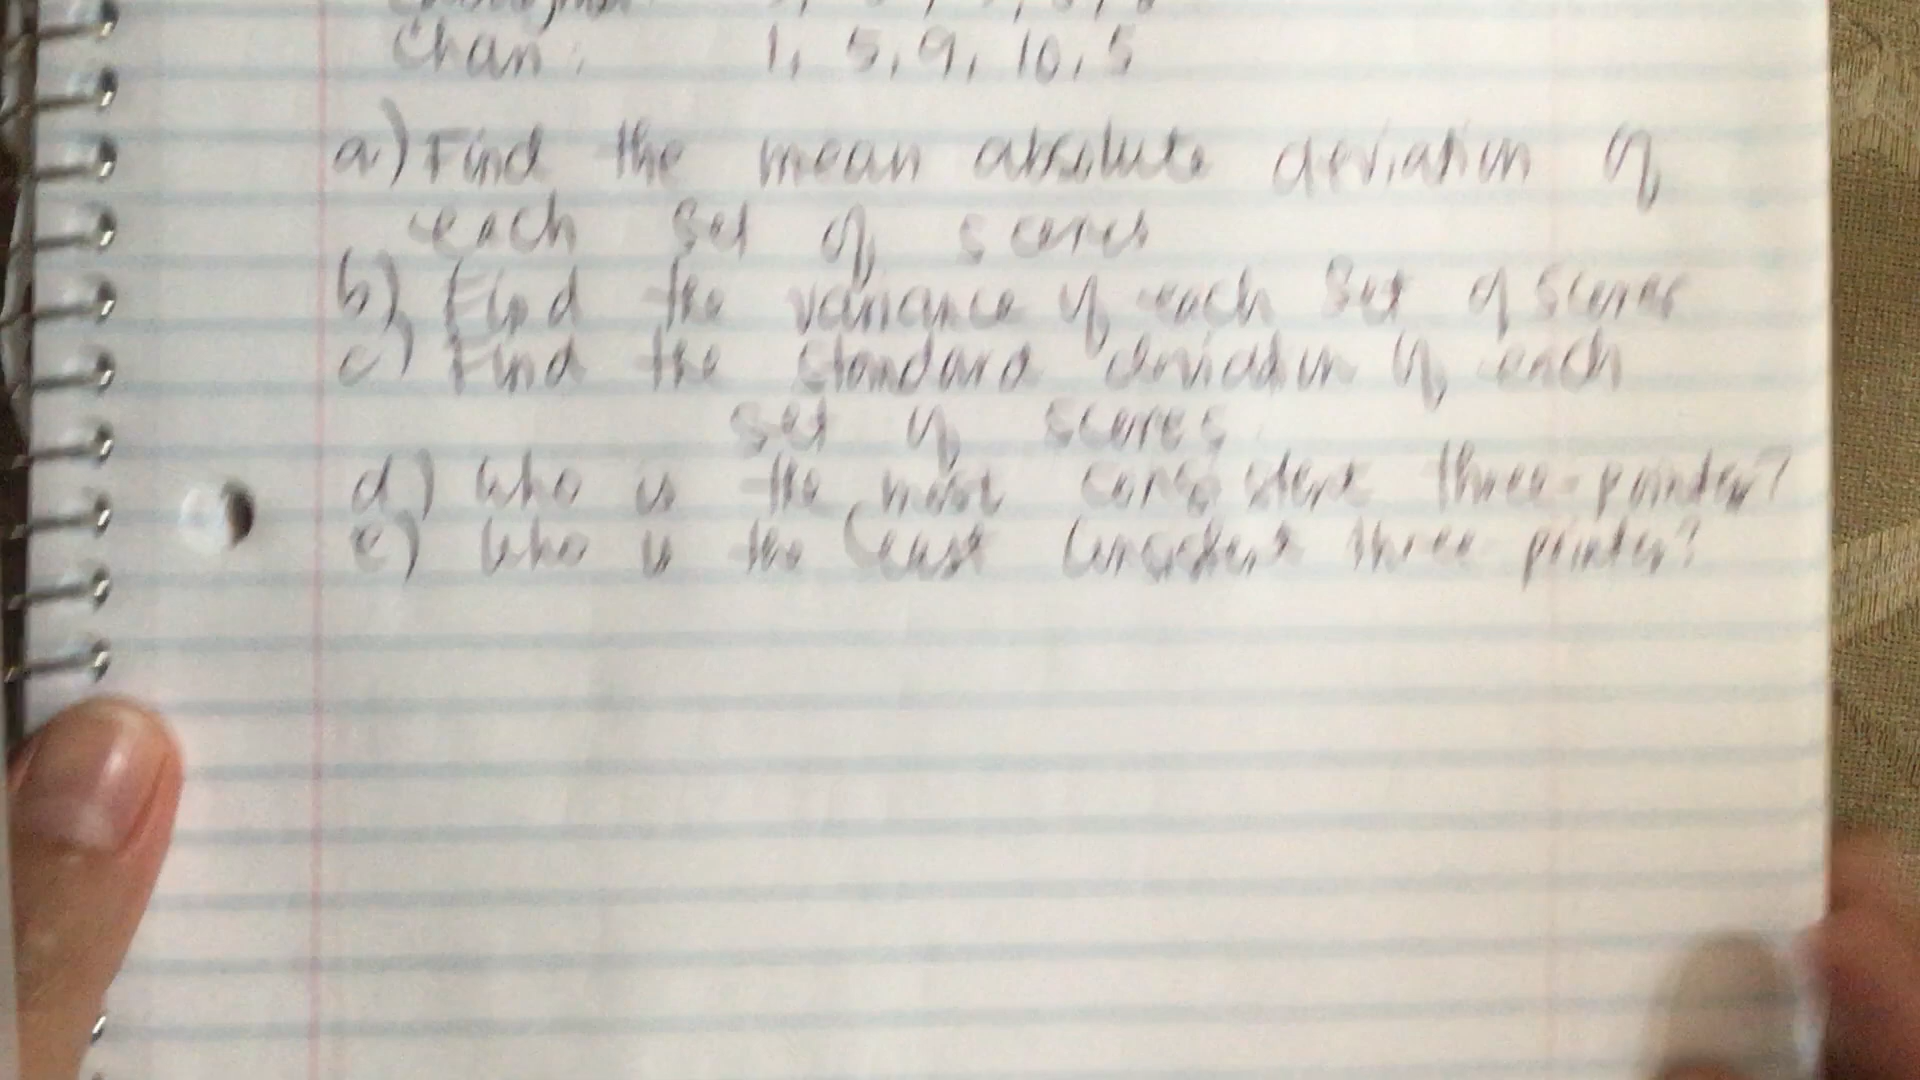 Chan: 1, 5, 9, 10, 5
a) Find the mean absolute deviation of
each set of scores
b) Find the variance of each set of scores
c) Find the standard deviation of each
set of scores
d) Who is the most consistent three-pointer?
e) Who is the least consistent three pointer?